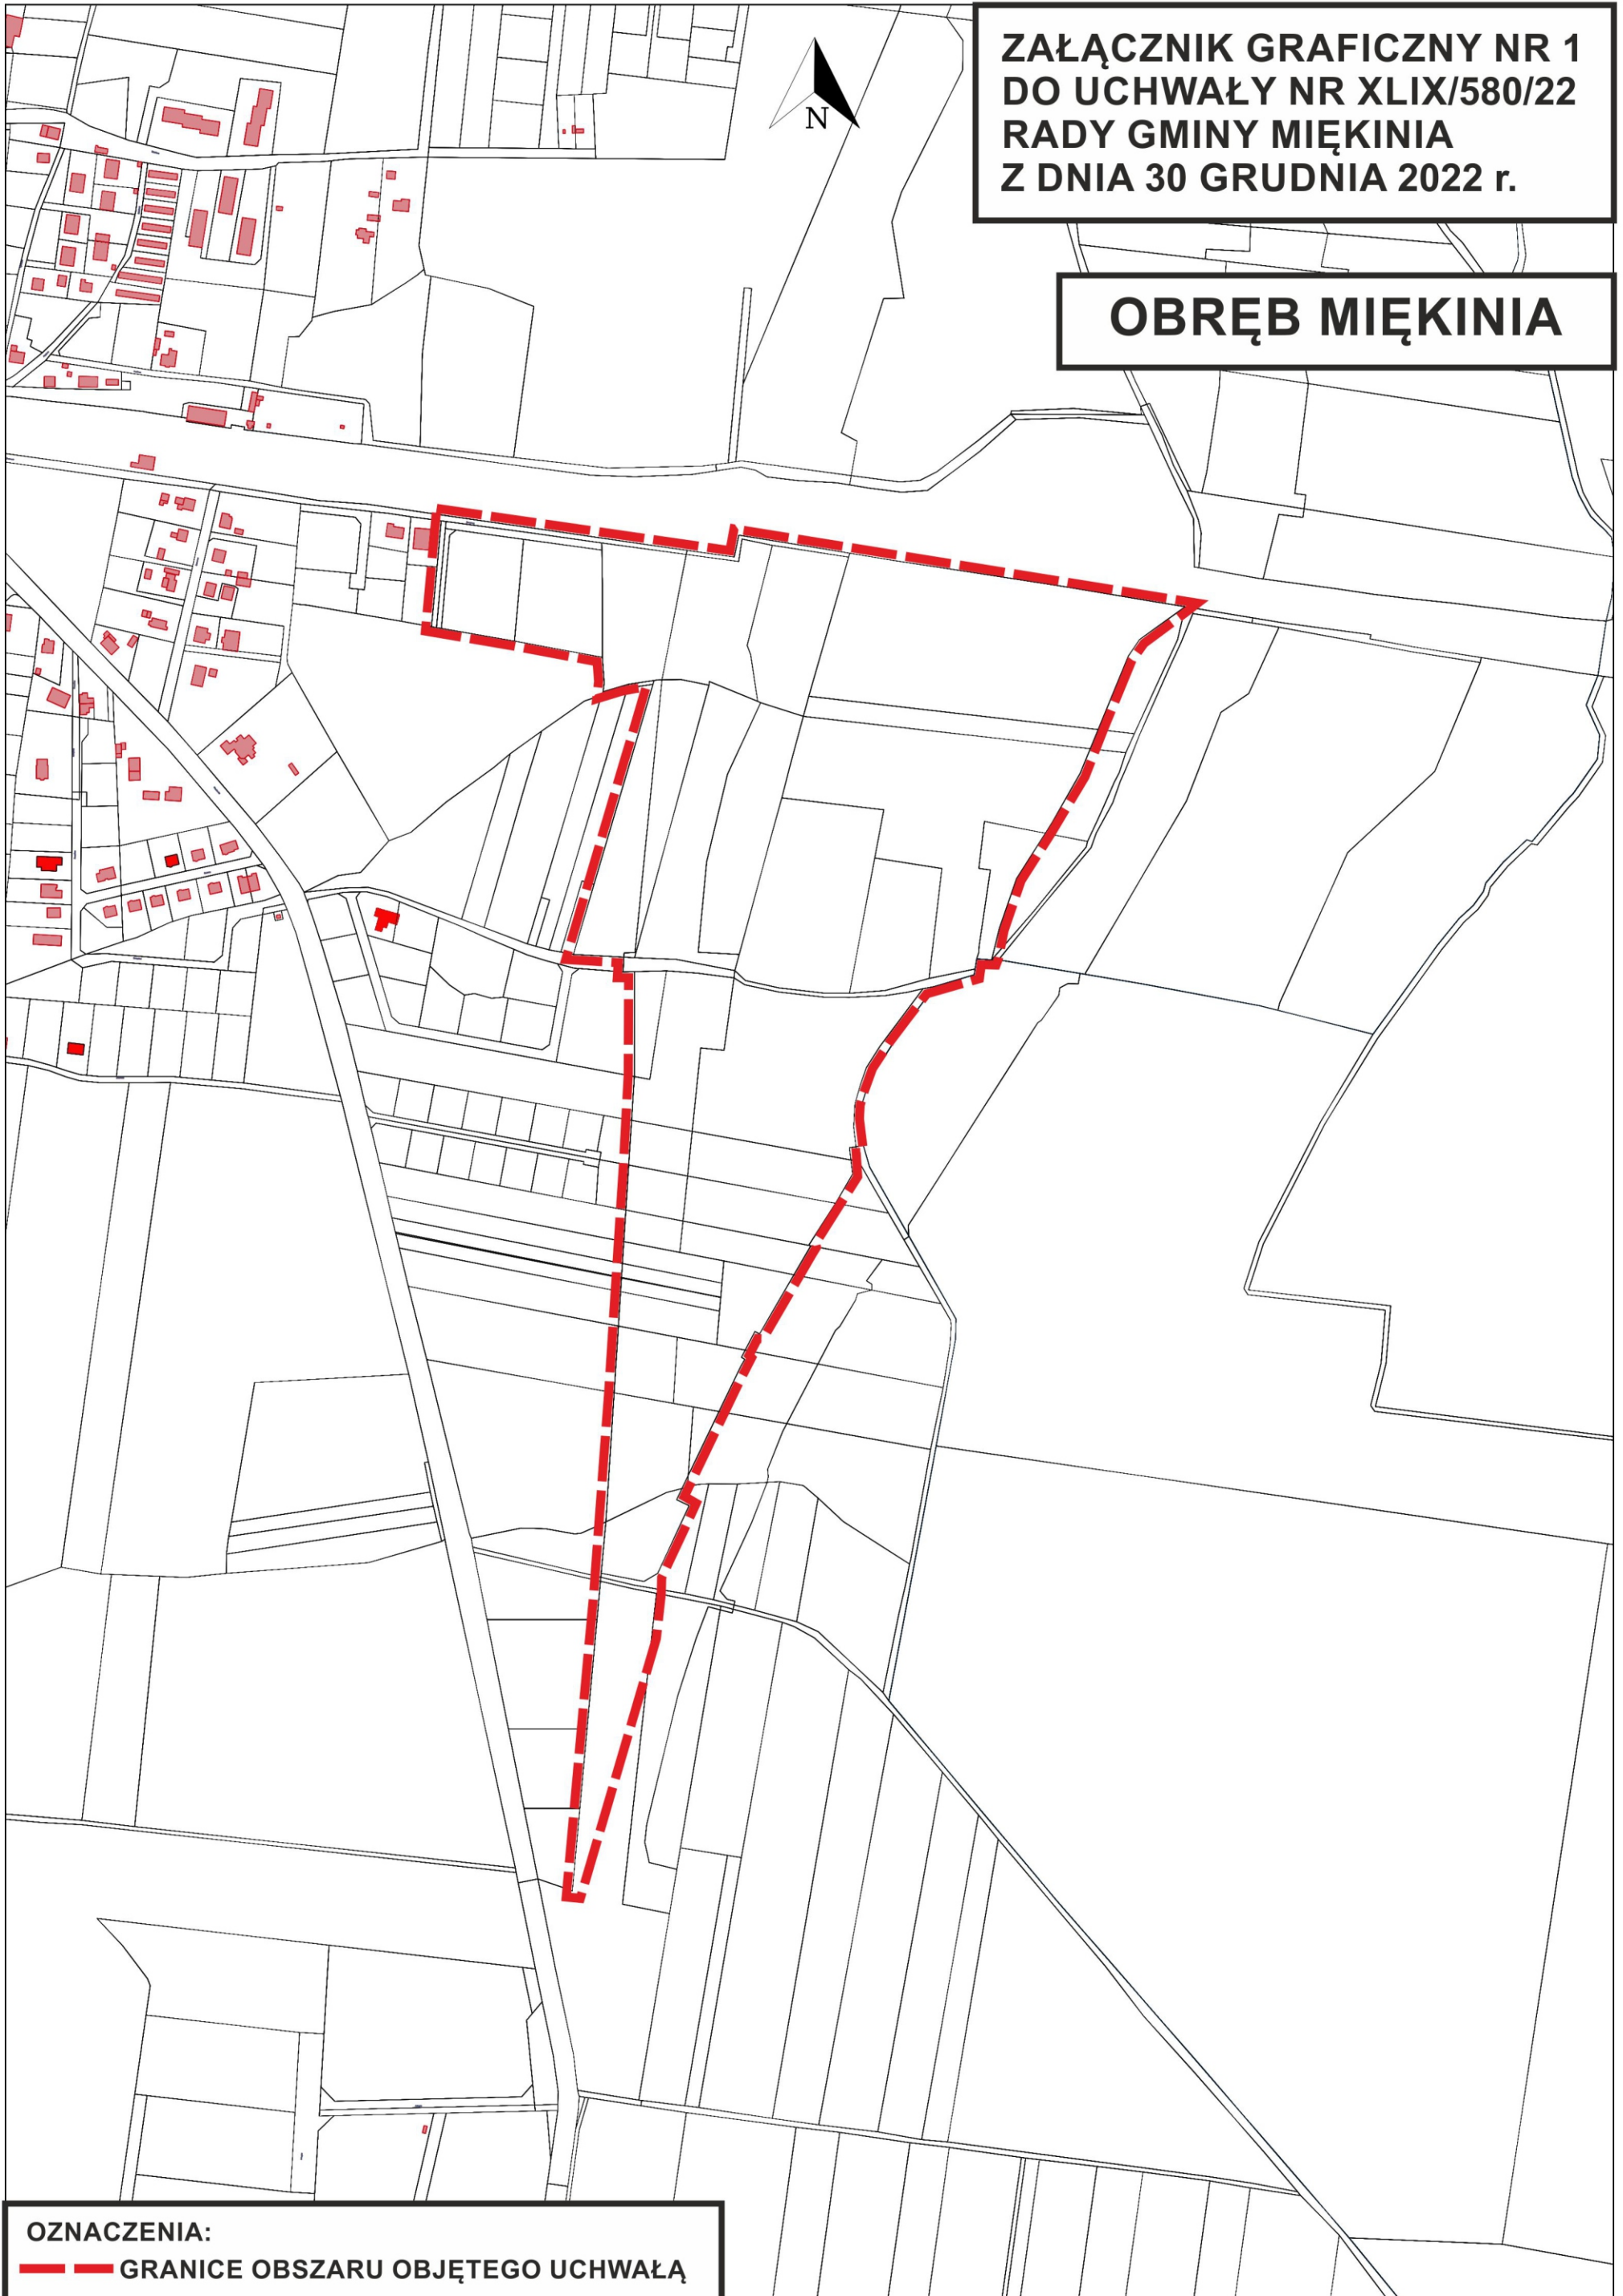 ZAŁĄCZNIK GRAFICZNY NR 1
DO UCHWAŁY NR XLIX/580/22
RADY GMINY MIĘKINIA
Z DNIA 30 GRUDNIA 2022 r.
N
OBRĘB MIĘKINIA
OZNACZENIA:
GRANICE OBSZARU OBJĘTEGO UCHWAŁĄ